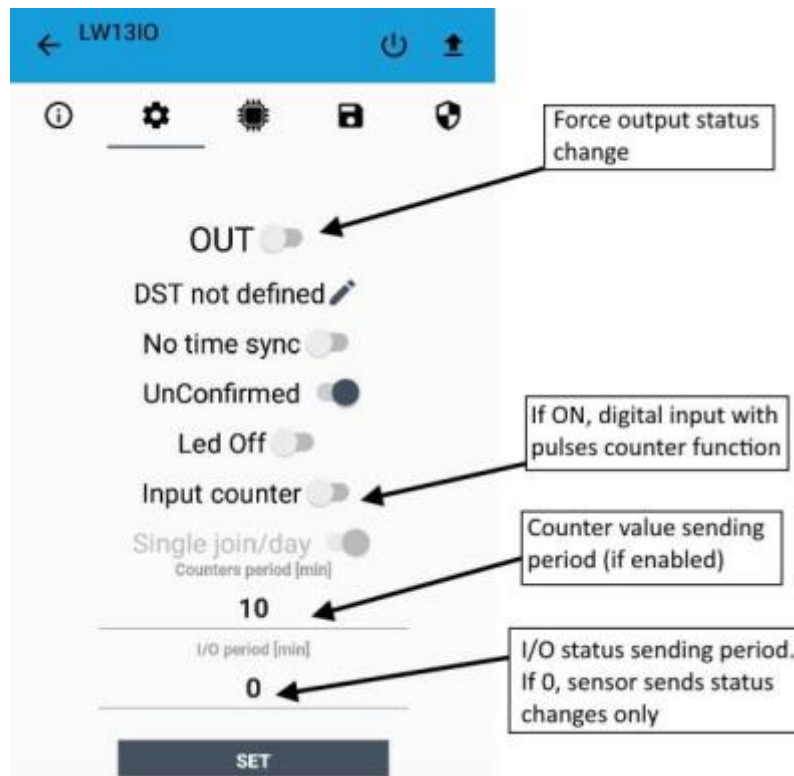 LW13IO
Force output status
change
OUT
DST not defined
No time sync
UnConfirmed
Led Off
If ON, digital input with
pulses counter function
Input counter
Single join/day
Counters period [min]
Counter value sending
period (if enabled)
10
I/O period [min]
0
I/O status sending period.
If 0, sensor sends status
changes only
SET